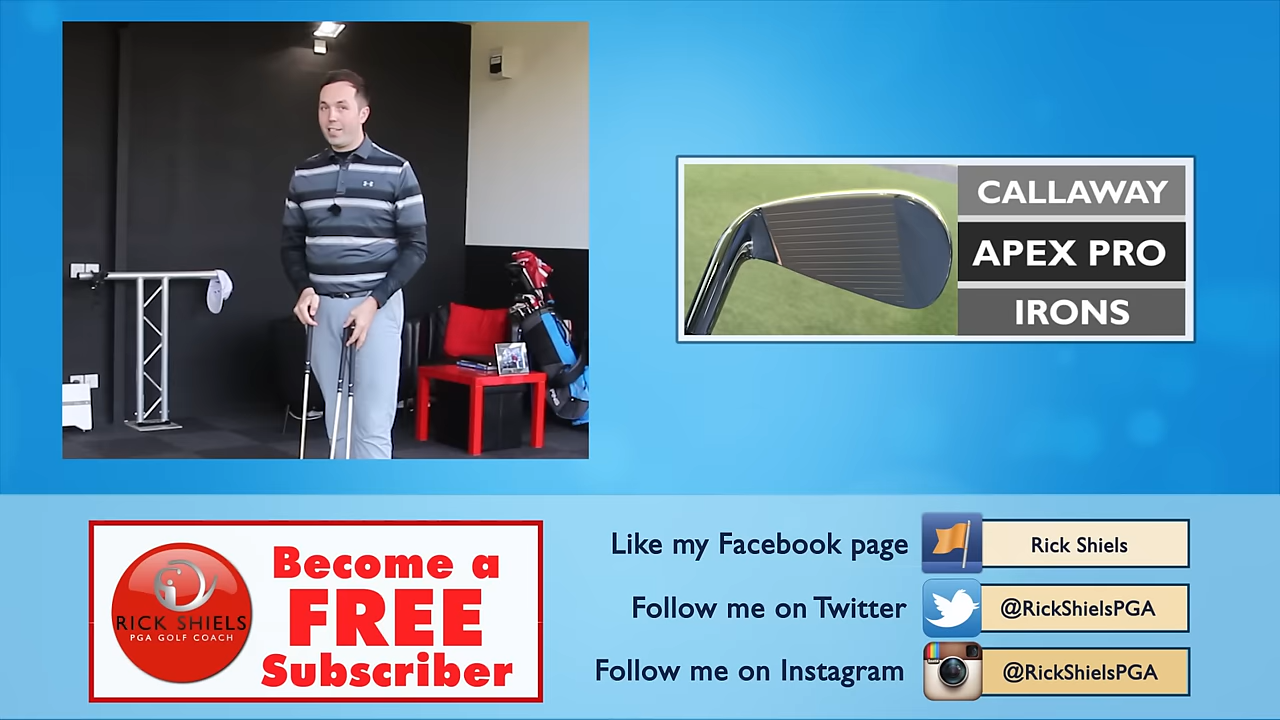 CALLAWAY
APEX PRO
IRONS
Become a
FREE
Subscriber
RICK SHIELS
PGA GOLF COACH
Like my Facebook page
Rick Shiels
Follow me on Twitter
@RickShielsPGA
Follow me on Instagram
@RickShielsPGA